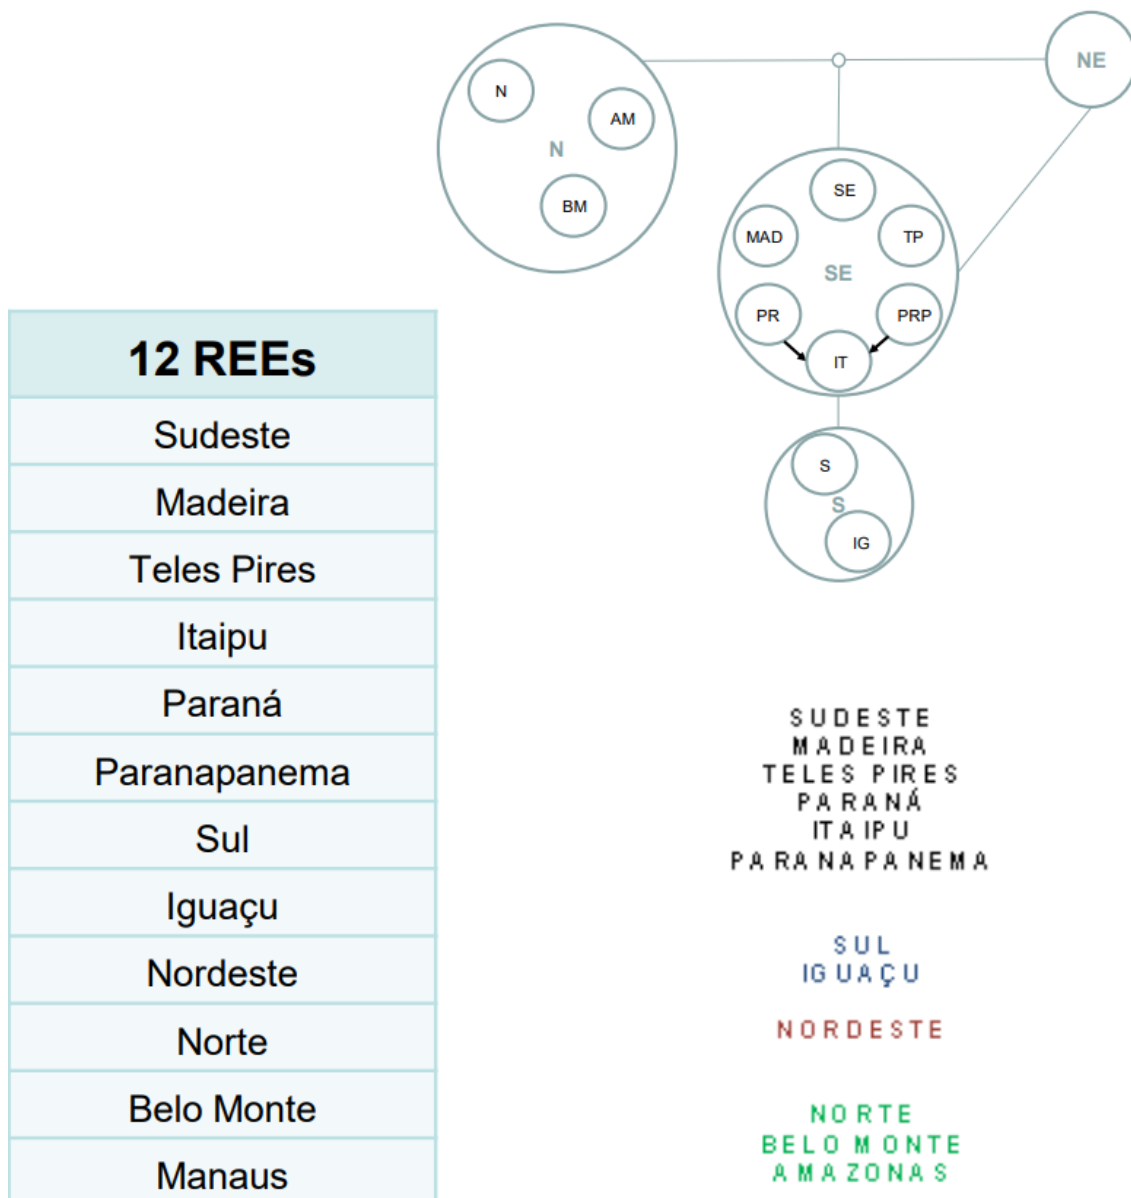 NE
N
AM
N
BM
SE
MAD
TP
SE
PR
PRP
IT
S
S
IG
12 REEs
Sudeste
Madeira
Teles Pires
Itaipu
Paraná
Paranapanema
Sul
Iguaçu
Nordeste
Norte
Belo Monte
Manaus
SUDESTE
MADEIRA
TELES PIRES
PARANÁ
ITAIPU
PARANAPANEMA
SUL
IGUAÇU
NORDESTE
NORTE
BELO MONTE
AMAZONAS